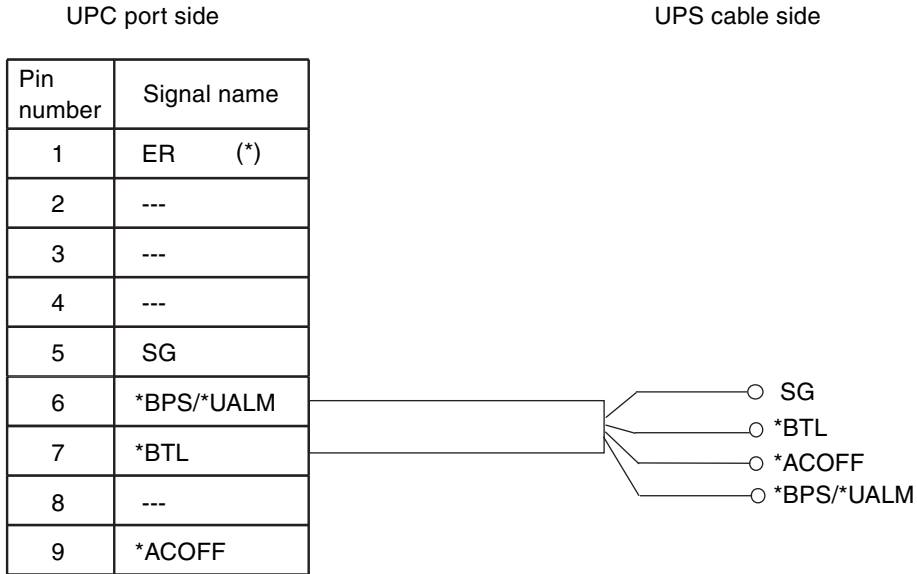 UPC port side
UPS cable side
Pin number
Signal name
1 ER (*)
2 ---
3 ---
4 ---
5 SG
6 *BPS/*UALM
7 *BTL
8 ---
9 *ACOFF
SG
*BTL
*ACOFF
*BPS/*UALM